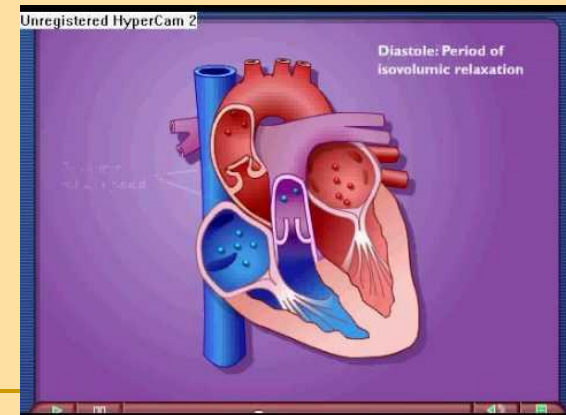 Unregistered HyperCam 2
Diastole: Period of
isovolumic relaxation